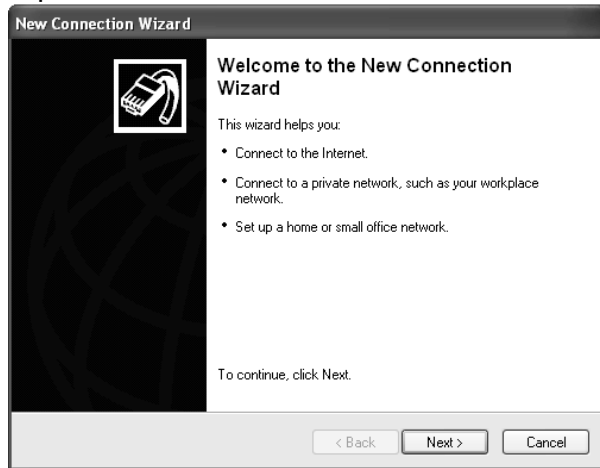 New Connection Wizard
Welcome to the New Connection
Wizard
This wizard helps you:
• Connect to the Internet.
• Connect to a private network, such as your workplace
network.
• Set up a home or small office network.
To continue, click Next.
< Back Next > Cancel